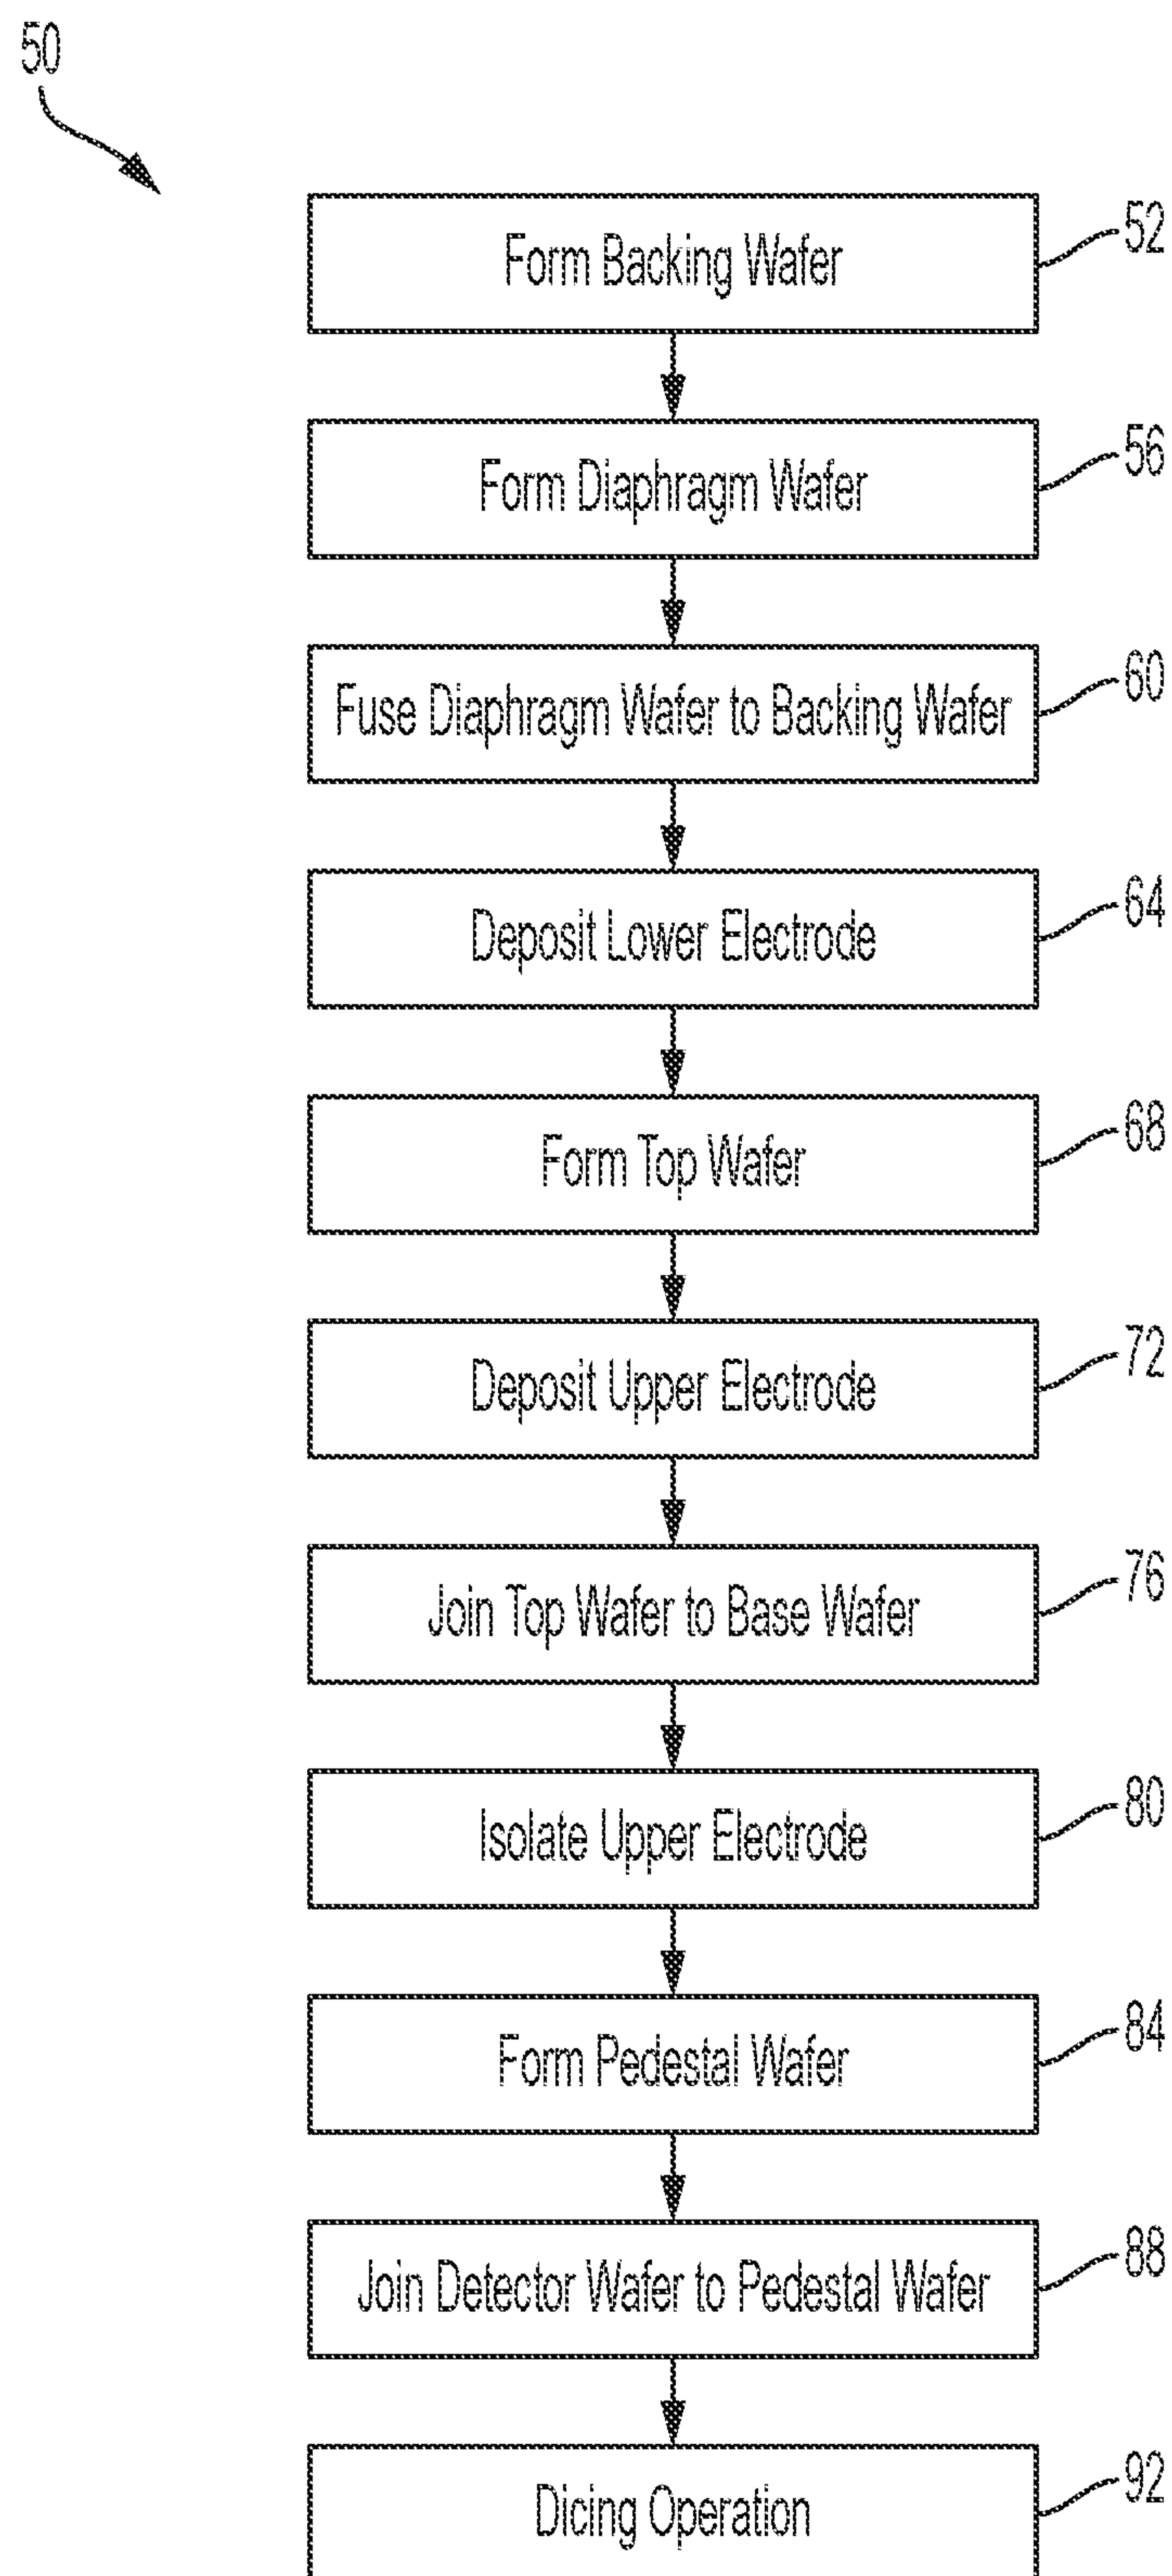 50
Form Backing Wafer
52
Form Diaphragm Wafer
56
Fuse Diaphragm Wafer to Backing Wafer
60
Deposit Lower Electrode
64
Form Top Wafer
68
Deposit Upper Electrode
72
Join Top Wafer to Base Wafer
76
Isolate Upper Electrode
80
Form Pedestal Wafer
84
Join Detector Wafer to Pedestal Wafer
88
Dicing Operation
92